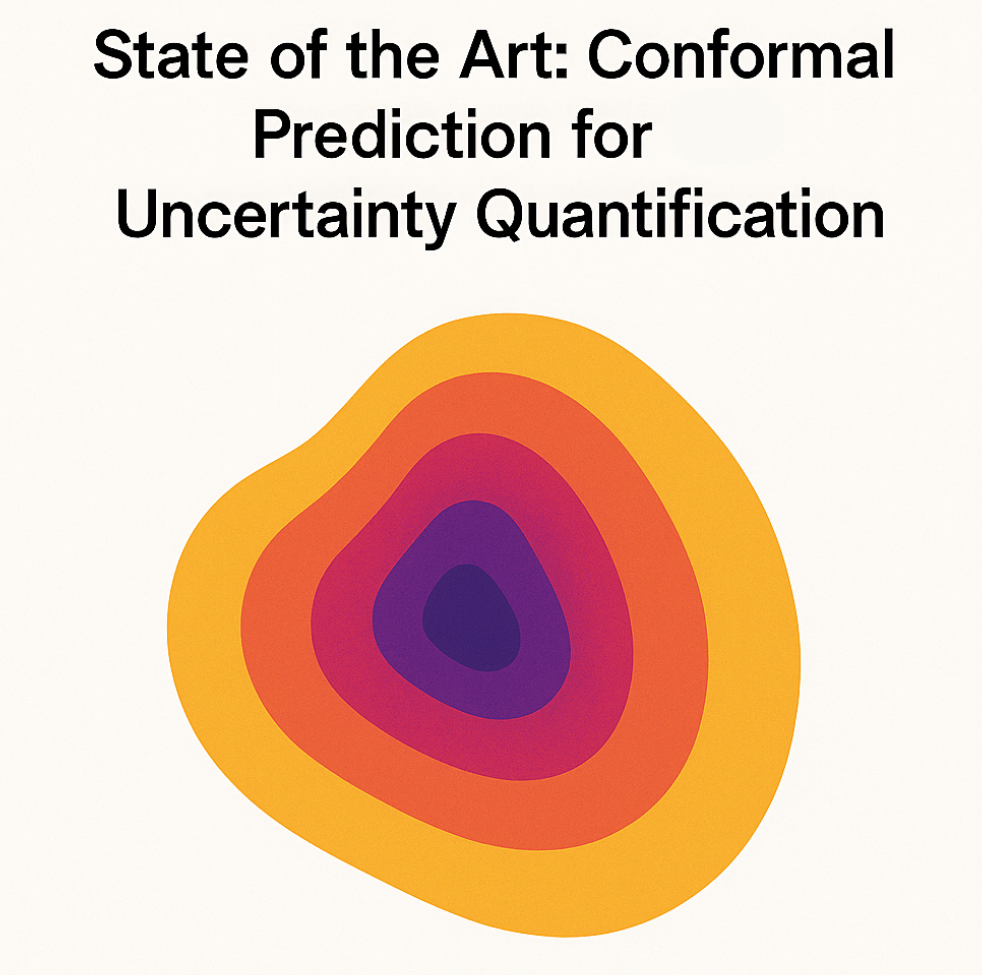 State of the Art: Conformal
Prediction for
Uncertainty Quantification